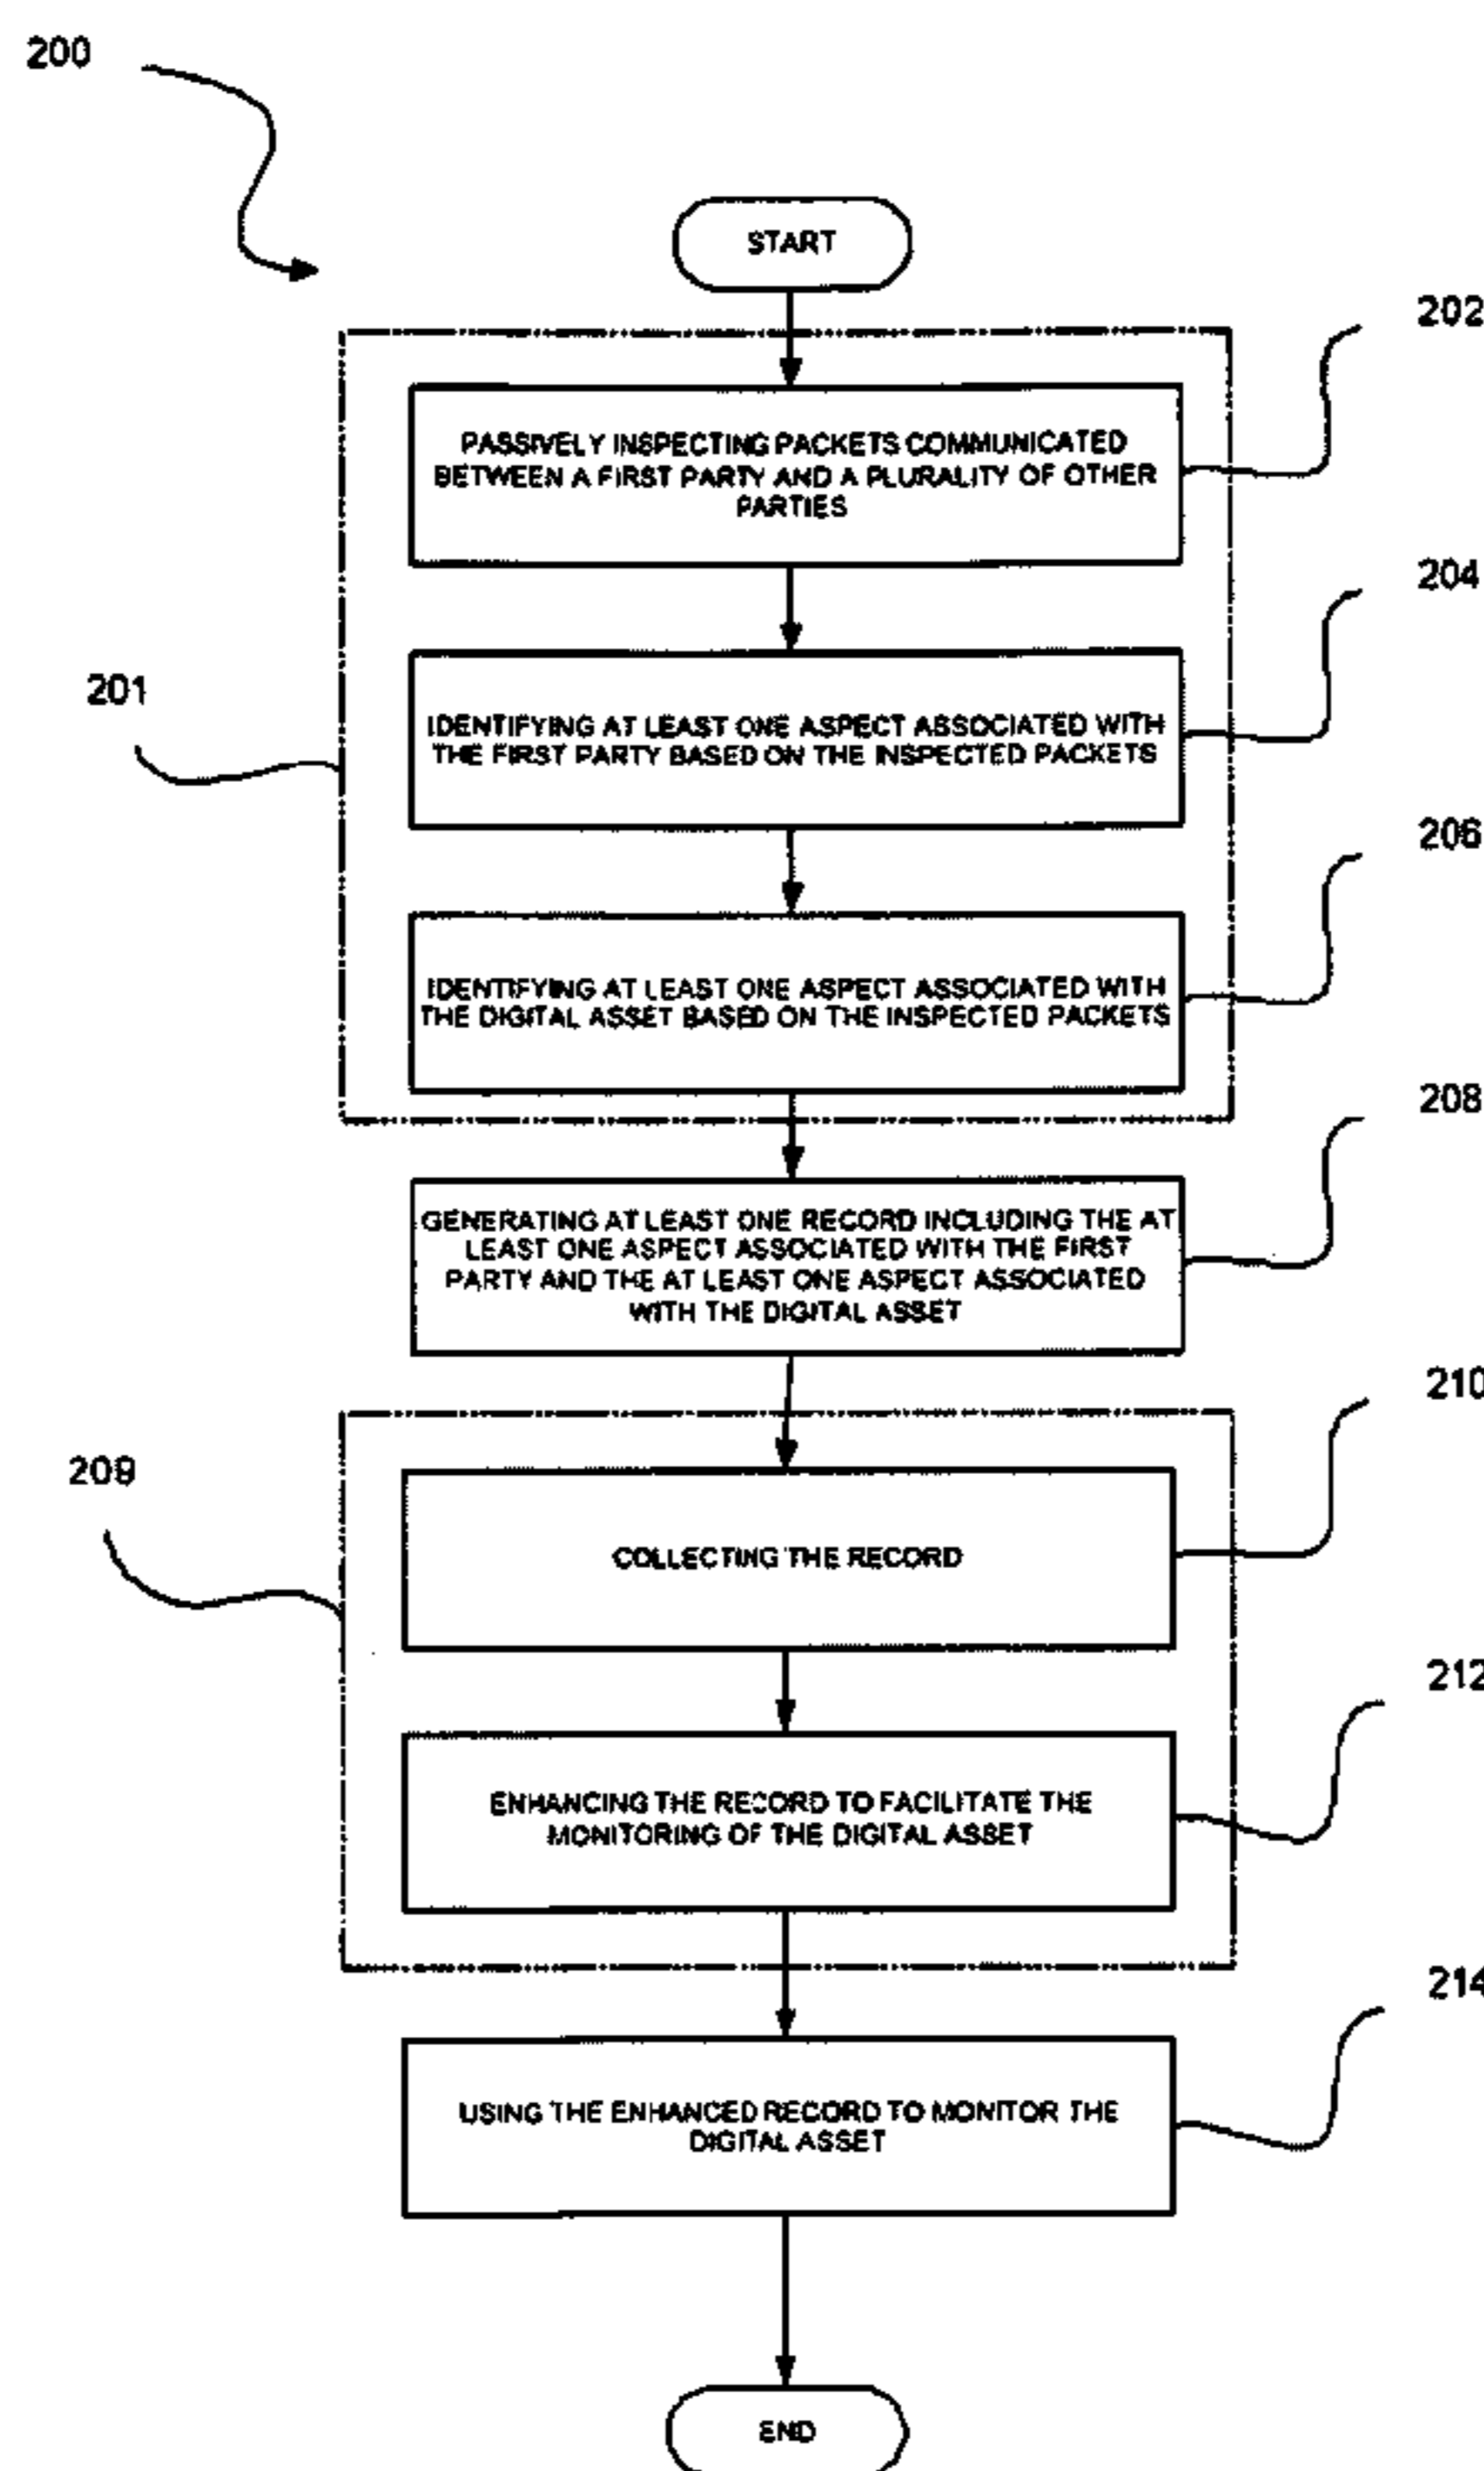 200
START
202
PASSIVELY INSPECTING PACKETS COMMUNICATED
BETWEEN A FIRST PARTY AND A PLURALITY OF OTHER
PARTIES
204
201
IDENTIFYING AT LEAST ONE ASPECT ASSOCIATED WITH
THE FIRST PARTY BASED ON THE INSPECTED PACKETS
206
IDENTIFYING AT LEAST ONE ASPECT ASSOCIATED WITH
THE DIGITAL ASSET BASED ON THE INSPECTED PACKETS
208
GENERATING AT LEAST ONE RECORD INCLUDING THE AT
LEAST ONE ASPECT ASSOCIATED WITH THE FIRST
PARTY AND THE AT LEAST ONE ASPECT ASSOCIATED
WITH THE DIGITAL ASSET
210
209
COLLECTING THE RECORD
212
ENHANCING THE RECORD TO FACILITATE THE
MONITORING OF THE DIGITAL ASSET
214
USING THE ENHANCED RECORD TO MONITOR THE
DIGITAL ASSET
END